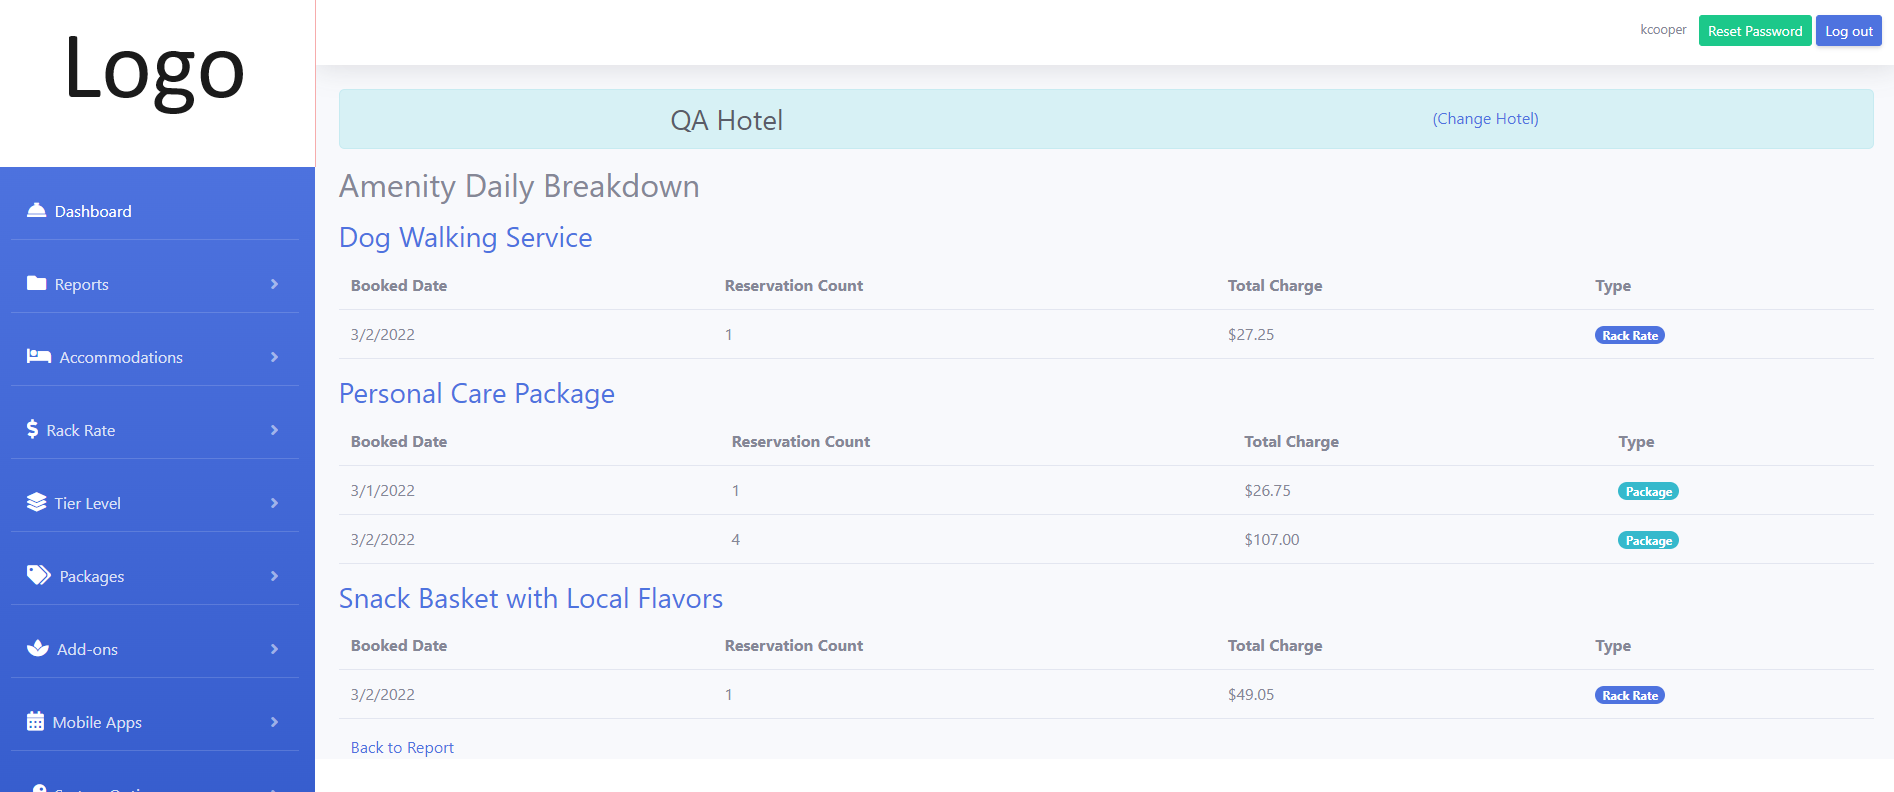 Logo
kcooper Reset Password Log out
QA Hotel (Change Hotel)
Dashboard
Reports
Accommodations
Rack Rate
Tier Level
Packages
Add-ons
Mobile Apps
Amenity Daily Breakdown
Dog Walking Service
Booked Date Reservation Count Total Charge Type
3/2/2022 1 $27.25 Rack Rate
Personal Care Package
Booked Date Reservation Count Total Charge Type
3/1/2022 1 $26.75 Package
3/2/2022 4 $107.00 Package
Snack Basket with Local Flavors
Booked Date Reservation Count Total Charge Type
3/2/2022 1 $49.05 Rack Rate
Back to Report